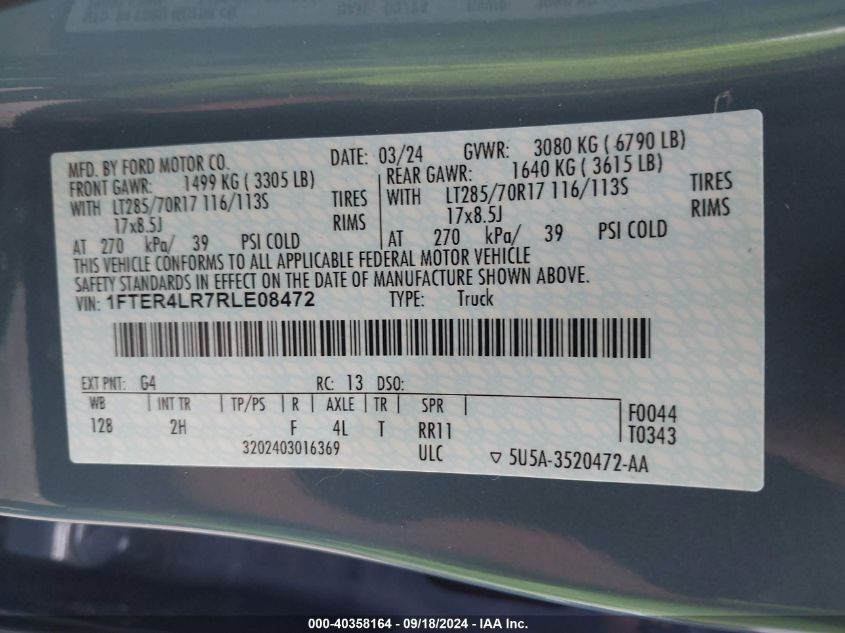 MFD. BY FORD MOTOR CO. DATE: 03/24 GVWR: 3080 KG ( 6790 LB)
FRONT GAWR: 1499 KG ( 3305 LB) REAR GAWR: 1640 KG ( 3615 LB)
WITH LT285/70R17 116/113S TIRES WITH LT285/70R17 116/113S TIRES
17x8.5J RIMS 17x8.5J RIMS
AT 270 kPa/ 39 PSI COLD AT 270 kPa/ 39 PSI COLD
THIS VEHICLE CONFORMS TO ALL APPLICABLE FEDERAL MOTOR VEHICLE
SAFETY STANDARDS IN EFFECT ON THE DATE OF MANUFACTURE SHOWN ABOVE.
VIN: 1FTER4LR7RLE08472 TYPE: Truck
EXT PNT: G4 RC: 13 DSO:
WB INT TR TP/PS R AXLE TR SPR F0044
128 2H F 4L T RR11 T0343
3202403016369 ULC ▽ 5U5A-3520472-AA
000-40358164 - 09/18/2024 - IAA Inc.